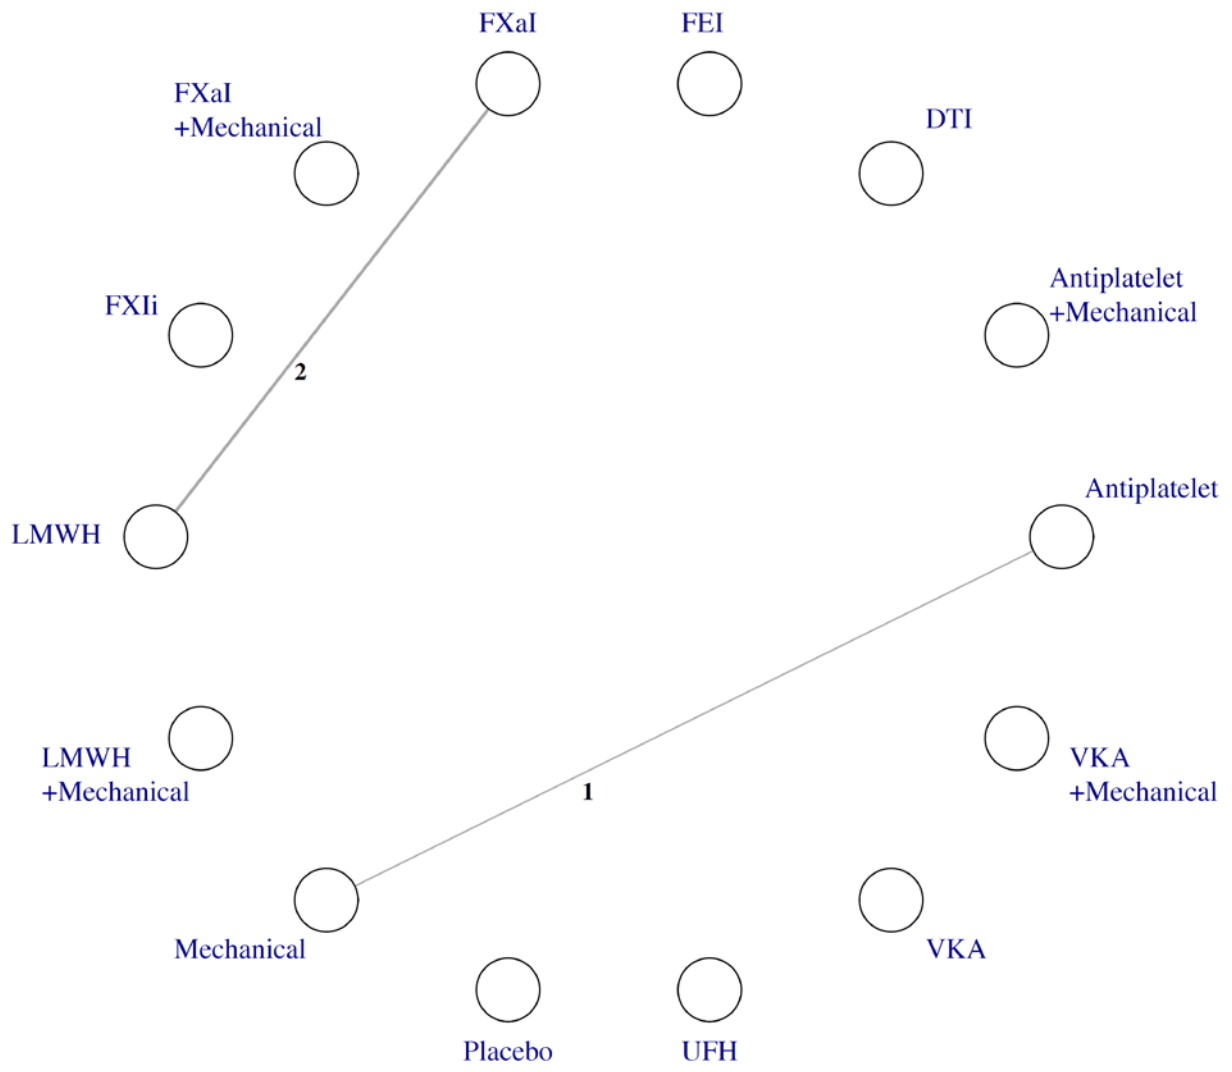 FXaI
FEI
FXaI
+Mechanical
DTI
Antiplatelet
+Mechanical
FXIi
2
Antiplatelet
LMWH
LMWH
+Mechanical
VKA
+Mechanical
1
Mechanical
VKA
Placebo
UFH